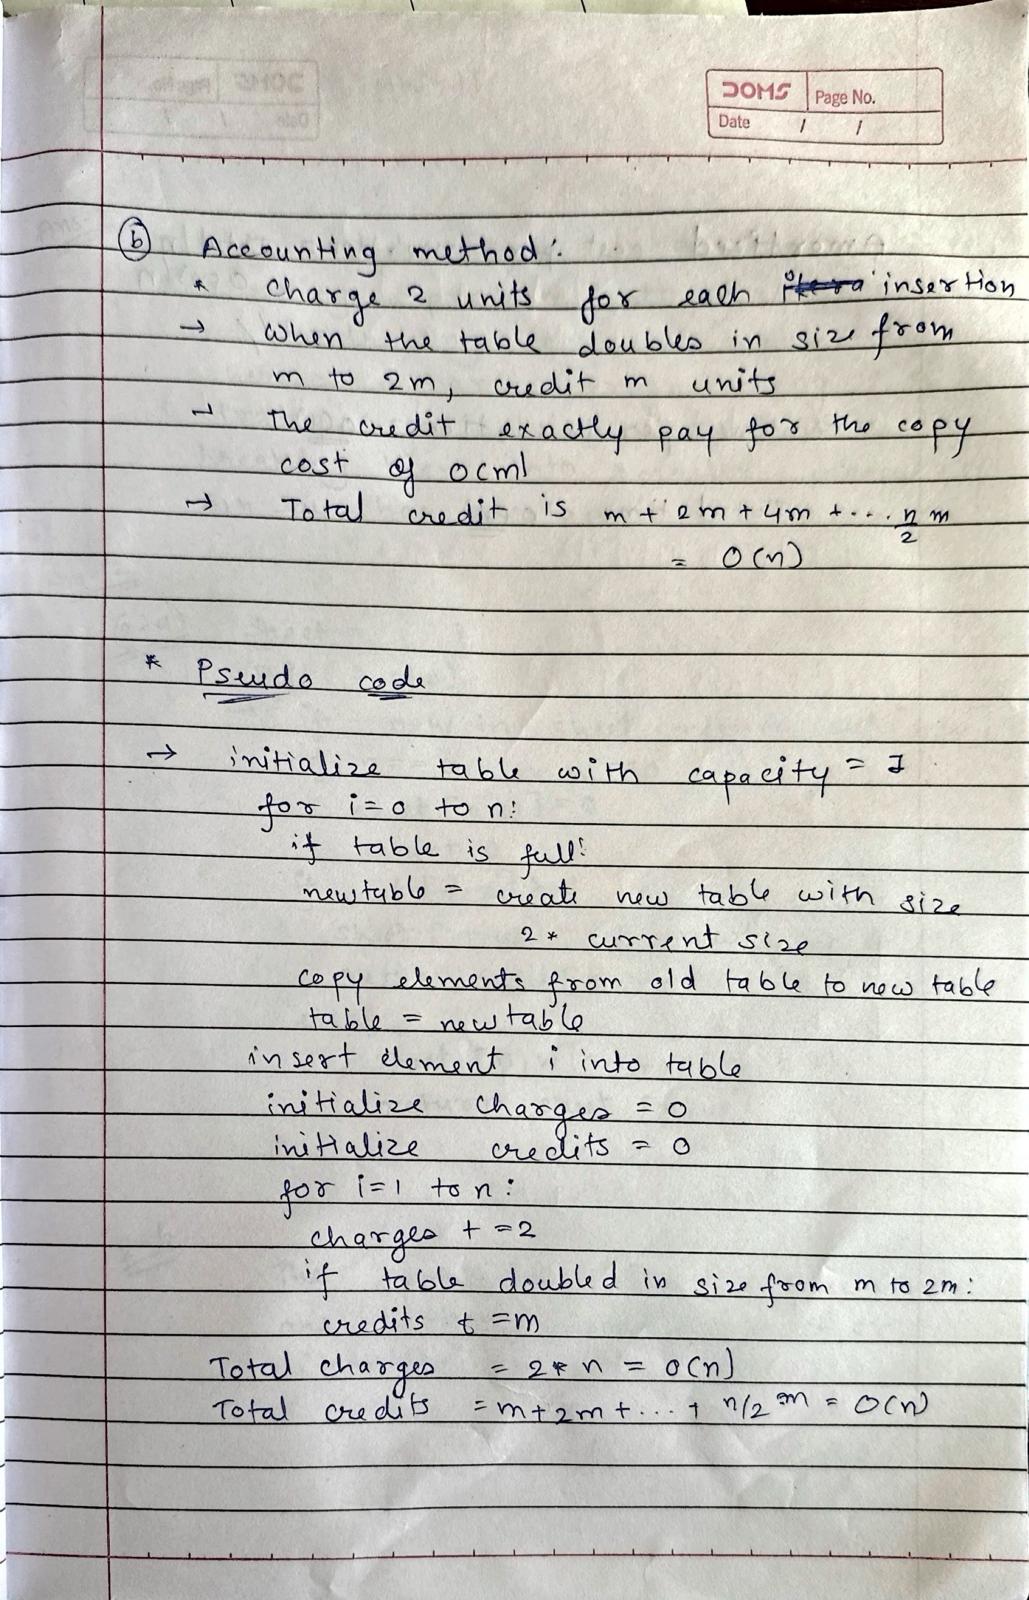 DOMS Page No.
Date / /
(b) Accounting method:
* charge 2 units for each insertion
→ when the table doubles in size from
m to 2m, credit m units
→ The credit exactly pay for the copy
cost of O(m)
→ Total credit is m + 2m + 4m + ... n/2 m
= O(n)
* Pseudo code
→ initialize table with capacity = 1
for i=0 to n:
if table is full:
newtable = create new table with size
2 * current size
copy elements from old table to new table
table = newtable
insert element i into table
initialize charges = 0
initialize credits = 0
for i=1 to n:
charges + =2
if table doubled in size from m to 2m:
credits + =m
Total charges = 2 * n = O(n)
Total credits = m+2m+...+ n/2 m = O(n)